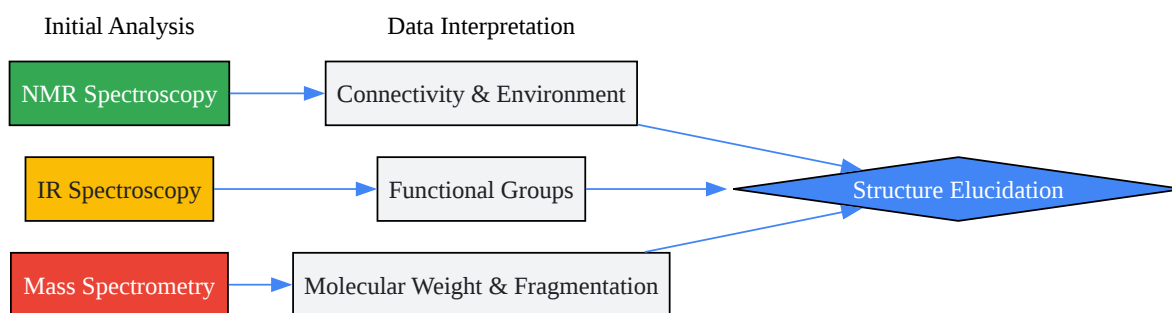 Initial Analysis
Data Interpretation
NMR Spectroscopy
Connectivity & Environment
IR Spectroscopy
Functional Groups
Structure Elucidation
Mass Spectrometry
Molecular Weight & Fragmentation